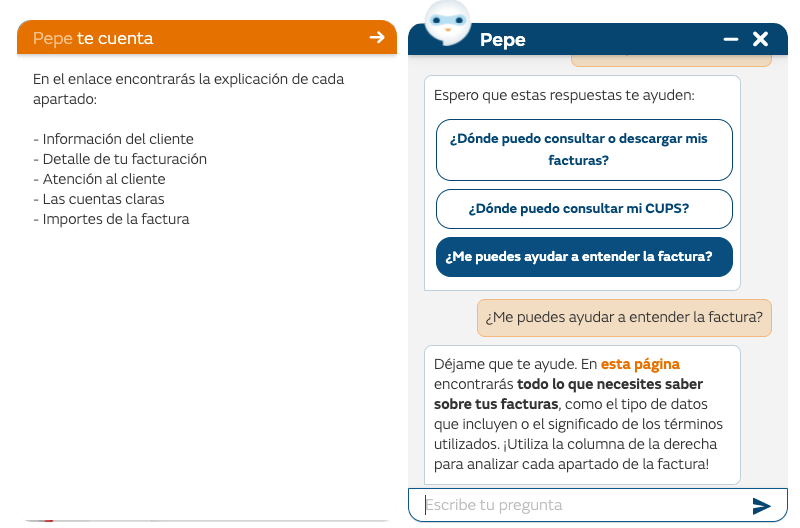 Pepe te cuenta
En el enlace encontrarás la explicación de cada
apartado:
- Información del cliente
- Detalle de tu facturación
- Atención al cliente
- Las cuentas claras
- Importes de la factura
Pepe
Espero que estas respuestas te ayuden:
¿Dónde puedo consultar o descargar mis
facturas?
¿Dónde puedo consultar mi CUPS?
¿Me puedes ayudar a entender la factura?
¿Me puedes ayudar a entender la factura?
Déjame que te ayude. En esta página
encontrarás todo lo que necesites saber
sobre tus facturas, como el tipo de datos
que incluyen o el significado de los términos
utilizados. ¡Utiliza la columna de la derecha
para analizar cada apartado de la factura!
Escribe tu pregunta